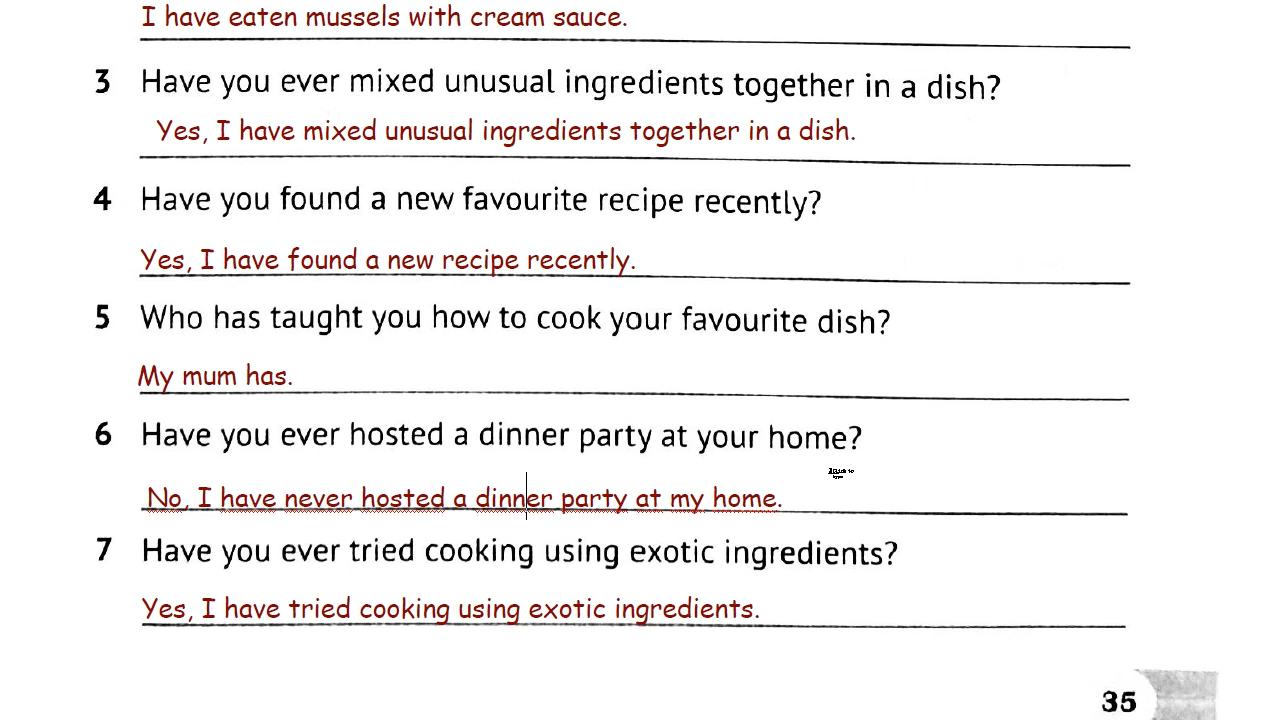 I have eaten mussels with cream sauce.
3 Have you ever mixed unusual ingredients together in a dish?
Yes, I have mixed unusual ingredients together in a dish.
4 Have you found a new favourite recipe recently?
Yes, I have found a new recipe recently.
5 Who has taught you how to cook your favourite dish?
My mum has.
6 Have you ever hosted a dinner party at your home?
No, I have never hosted a dinner party at my home.
7 Have you ever tried cooking using exotic ingredients?
Yes, I have tried cooking using exotic ingredients.
35